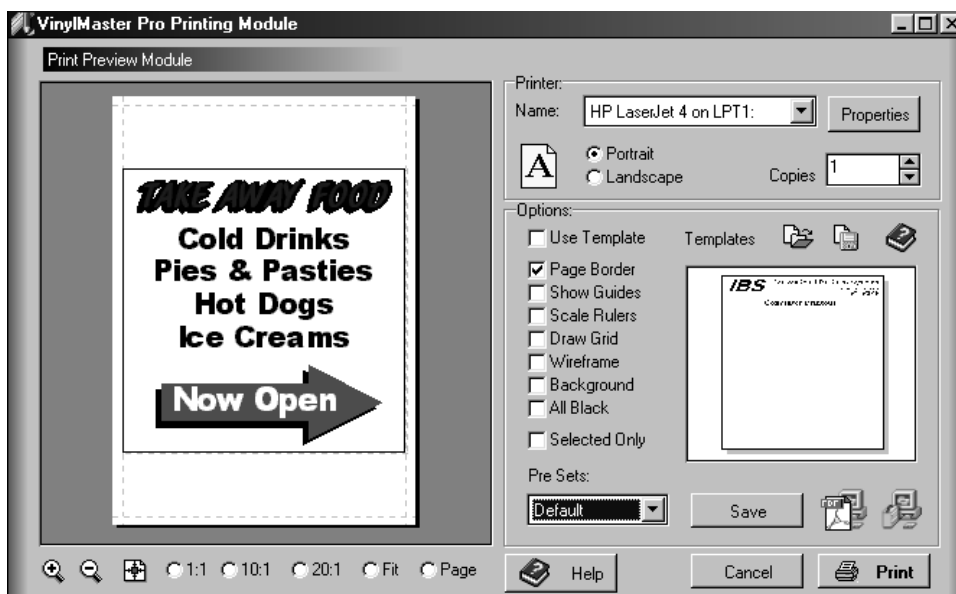 VinylMaster Pro Printing Module
Print Preview Module
TAKE AWAY FOOD
Cold Drinks
Pies & Pasties
Hot Dogs
Ice Creams
Now Open
1:1
10:1
20:1
Fit
Page
Printer:
Name:
HP LaserJet 4 on LPT1:
Properties
A
Portrait
Landscape
Copies
1
Options:
Use Template
Templates
Page Border
Show Guides
Scale Rulers
Draw Grid
Wireframe
Background
All Black
Selected Only
IBS
Pre Sets:
Default
Save
PDF
Help
Cancel
Print